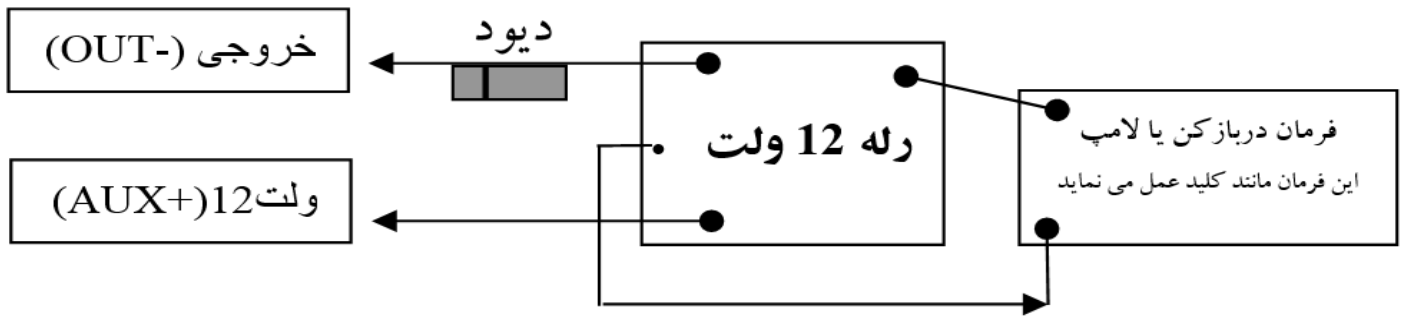 دیود
خروجی (OUT-)
رله 12 ولت
فرمان دربازکن یا لامپ
این فرمان مانند کلید عمل می نماید
ولت12(AUX+)